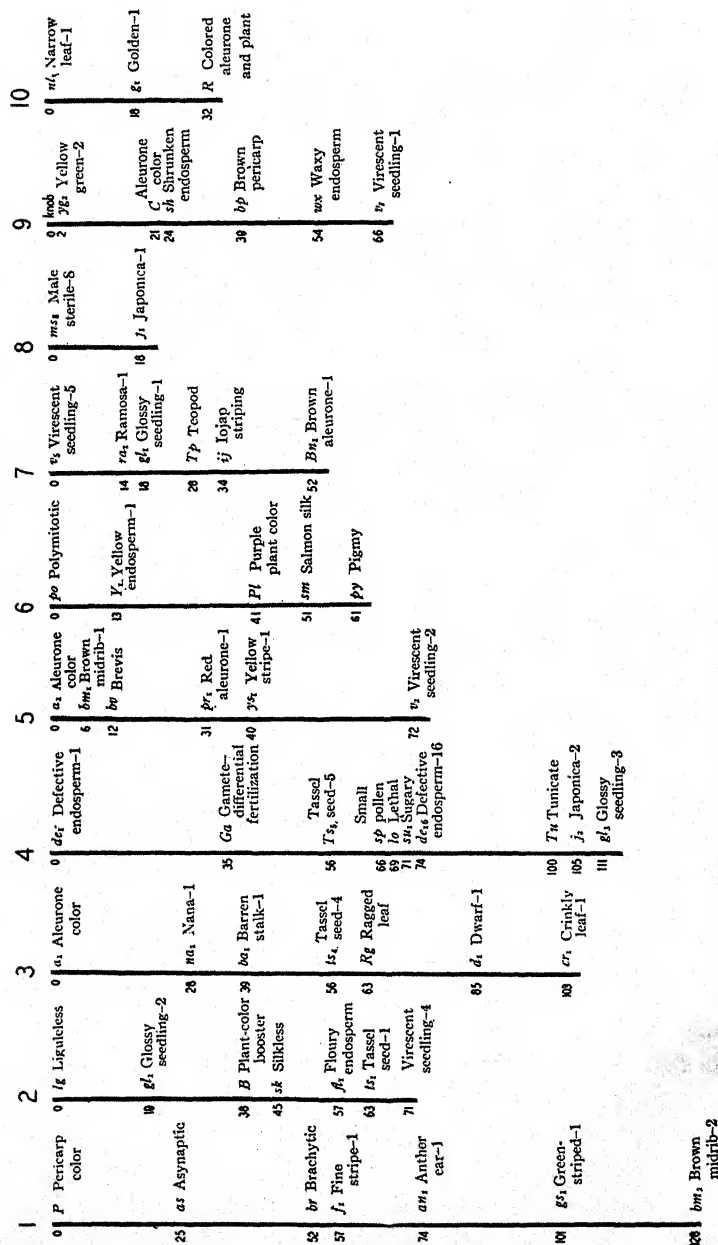 1
0 P Pericarp
color
25 as Asynaptic
52 br Brachytic
57 f₁ Fine
stripe-1
74 an₁ Anther
ear-1
101 gs₁ Green-
striped-1
128 bm₂ Brown
midrib-2
2
0 lg Liguleless
19 gl₂ Glossy
seedling-2
38 B Plant-color
booster
45 sk Silkless
57 fl₁ Floury
endosperm
63 ts₁ Tassel
seed-1
71 Virescent
seedling-4
3
0 a₁ Aleurone
color
28 na₁ Nana-1
39 ba₁ Barren
stalk-1
Tassel
56 ts₄, seed-4
63 Rg Ragged
leaf
85 d₁ Dwarf-1
103 cr₁ Crinkly
leaf-1
4
0 de₁ Defective
endosperm-1
35 Ga Gamete-
differential
fertilization
Tassel
56 Ts₅, seed-5
Small
66 sp pollen
69 lo Lethal
71 su₁ Sugary
74 de₁₆ Defective
endosperm-16
100 Tu Tunicate
105 j₂ Japonica-2
111 gl₃ Glossy
seedling-3
5
0 a₂ Aleurone
color
6 bm₁ Brown
midrib-1
12 bv Brevis
31 pr₁ Red
aleurone-1
40 ys₁ Yellow
stripe-1
72 v₂ Virescent
seedling-2
6
0 po Polymitotic
13 Y₁ Yellow
endosperm-1
41 Pl Purple
plant color
51 sm Salmon silk
61 py Pigmy
7
0 v₅ Virescent
seedling-5
14 ra₁ Ramosa-1
18 gl₁ Glossy
seedling-1
28 Tp Teopod
34 ij Iojap
striping
52 Bn₁ Brown
aleurone-1
8
0 ms₈ Male
sterile-8
18 j₁ Japonica-1
9
0 knob
2 yg₂ Yellow
green-2
Aleurone
color
21 C
24 sh Shrunken
endosperm
39 bp Brown
pericarp
54 wx Waxy
endosperm
66 v₁ Virescent
seedling-1
10
0 nl₁ Narrow
leaf-1
18 g₁ Golden-1
32 R Colored
aleurone
and plant